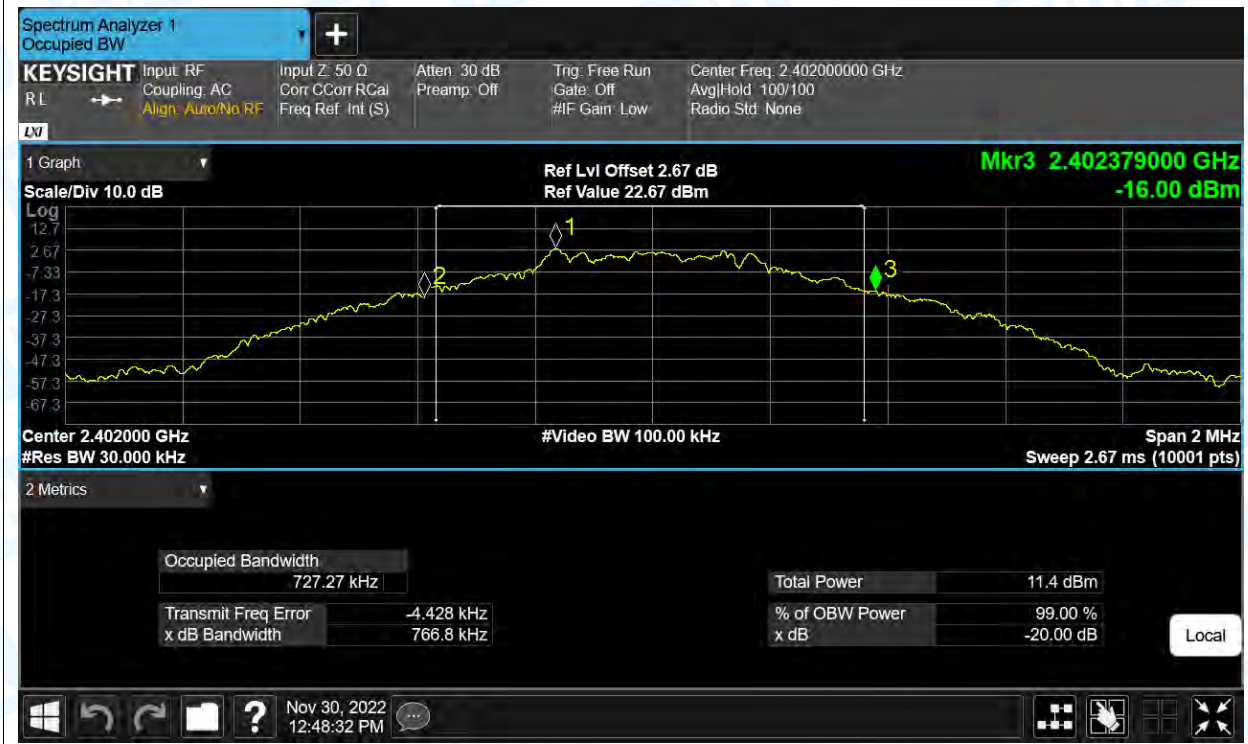 Spectrum Analyzer 1
Occupied BW
+
KEYSIGHT Input: RF Input Z: 50 Ω Atten: 30 dB Trig: Free Run Center Freq: 2.402000000 GHz
R L Coupling: AC Corr CCorr RCal Preamp: Off Gate: Off Avg|Hold: 100/100
Align: Auto/No RF Freq Ref: Int (S) #IF Gain: Low Radio Std: None
LXI
1 Graph
Ref Lvl Offset 2.67 dB
Mkr3 2.402379000 GHz
Scale/Div 10.0 dB Ref Value 22.67 dBm -16.00 dBm
Log
12.7
2.67
-7.33
-17.3
-27.3
-37.3
-47.3
-57.3
-67.3
1
2
3
Center 2.402000 GHz #Video BW 100.00 kHz Span 2 MHz
#Res BW 30.000 kHz Sweep 2.67 ms (10001 pts)
2 Metrics
Occupied Bandwidth
727.27 kHz Total Power 11.4 dBm
Transmit Freq Error -4.428 kHz % of OBW Power 99.00 %
x dB Bandwidth 766.8 kHz x dB -20.00 dB
Local
? Nov 30, 2022
12:48:32 PM